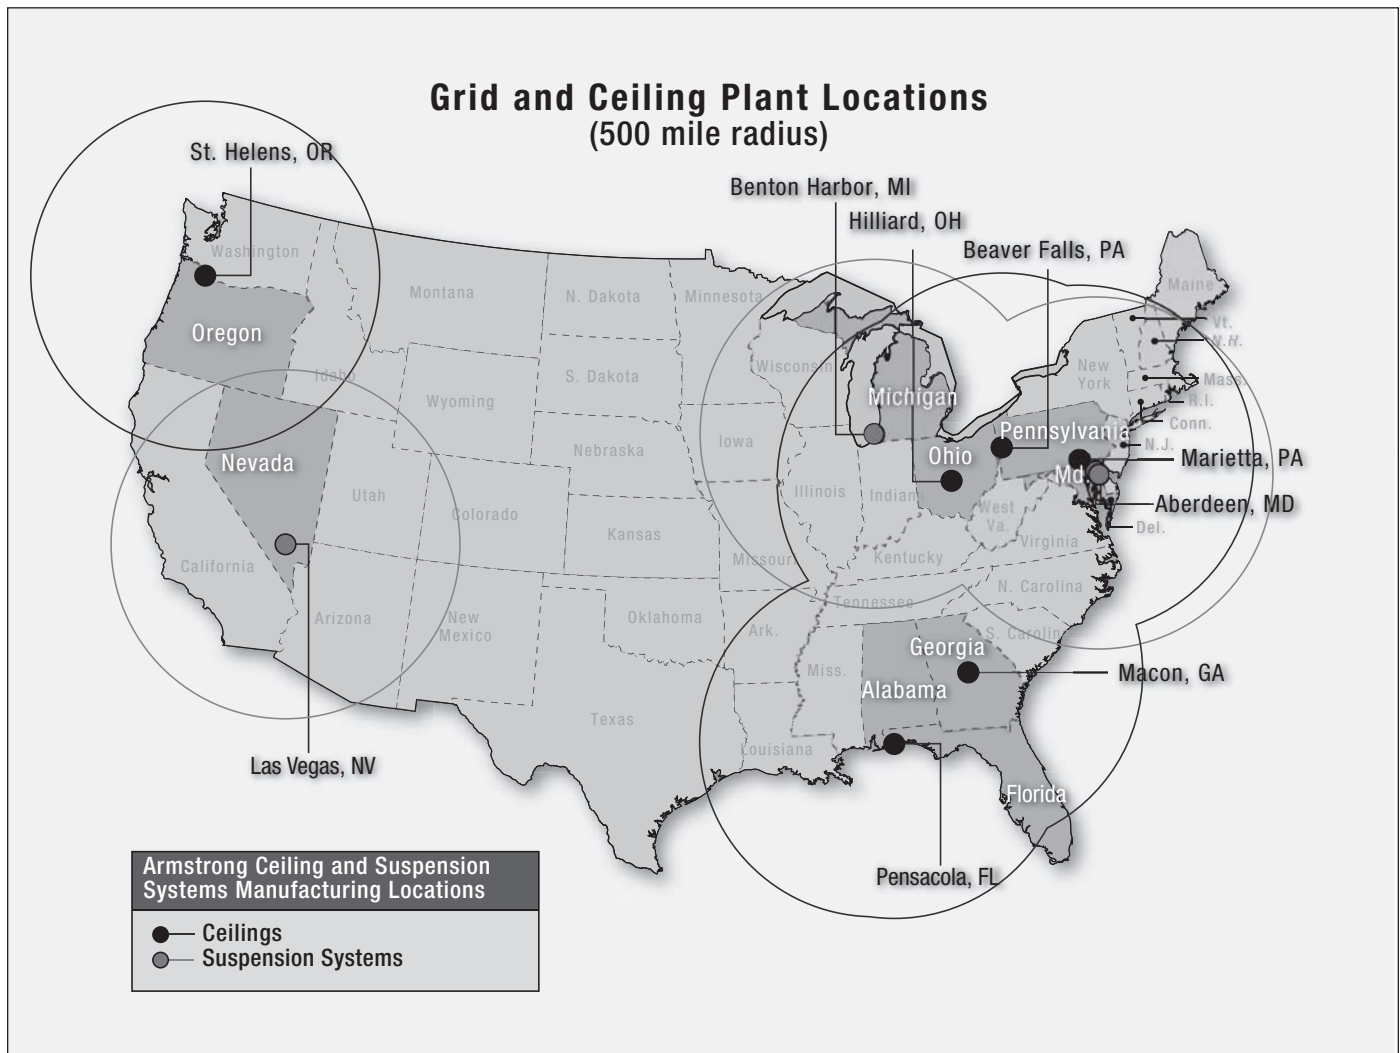 Grid and Ceiling Plant Locations
(500 mile radius)
St. Helens, OR
Benton Harbor, MI
Hilliard, OH
Beaver Falls, PA
Washington
Montana
N. Dakota
Minnesota
Maine
Vt.
N.H.
Oregon
Idaho
S. Dakota
Wisconsin
New
York
Mass.
Wyoming
Michigan
R.I.
Conn.
Nevada
Nebraska
Iowa
Pennsylvania
N.J.
Ohio
Marietta, PA
Utah
Colorado
Illinois
Indiana
Md.
Aberdeen, MD
West
Va.
Del.
California
Kansas
Missouri
Kentucky
Virginia
Arizona
New
Mexico
Oklahoma
Ark.
Tennessee
N. Carolina
S. Carolina
Georgia
Miss.
Alabama
Macon, GA
Texas
Louisiana
Florida
Las Vegas, NV
Pensacola, FL
Armstrong Ceiling and Suspension
Systems Manufacturing Locations
Ceilings
Suspension Systems